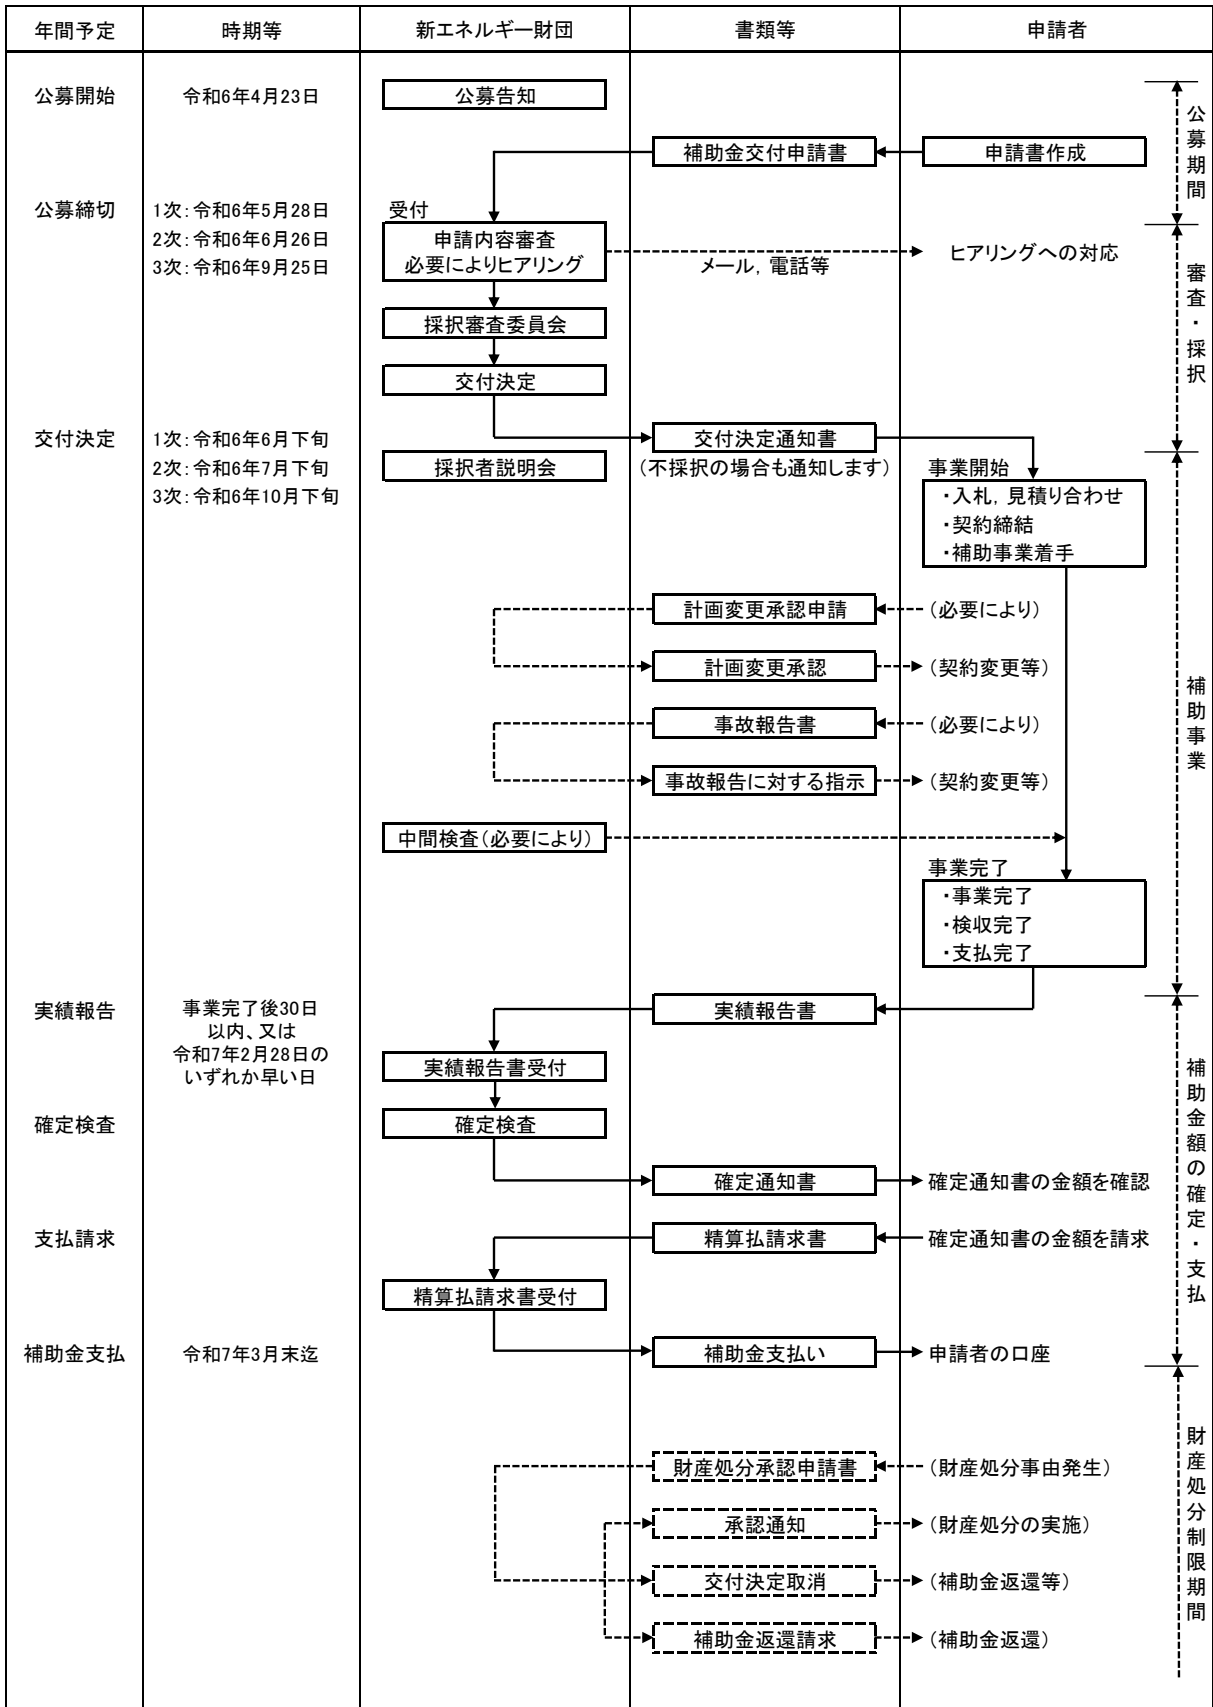 年間予定
時期等
新エネルギー財団
書類等
申請者
公募開始
令和6年4月23日
公募告知
公募期間
補助金交付申請書
申請書作成
公募締切
1次：令和6年5月28日
2次：令和6年6月26日
3次：令和6年9月25日
受付
申請内容審査
必要によりヒアリング
メール，電話等
ヒアリングへの対応
審査・採択
採択審査委員会
交付決定
交付決定
1次：令和6年6月下旬
2次：令和6年7月下旬
3次：令和6年10月下旬
交付決定通知書
採択者説明会
（不採択の場合も通知します）
事業開始
・入札，見積り合わせ
・契約締結
・補助事業着手
計画変更承認申請
（必要により）
計画変更承認
（契約変更等）
補助事業
事故報告書
（必要により）
事故報告に対する指示
（契約変更等）
中間検査（必要により）
事業完了
・事業完了
・検収完了
・支払完了
実績報告
事業完了後30日
以内、又は
令和7年2月28日の
いずれか早い日
実績報告書
実績報告書受付
補助金額の確定・支払
確定検査
確定検査
確定通知書
確定通知書の金額を確認
支払請求
精算払請求書
確定通知書の金額を請求
精算払請求書受付
補助金支払
令和7年3月末迄
補助金支払い
申請者の口座
財産処分制限期間
財産処分承認申請書
（財産処分事由発生）
承認通知
（財産処分の実施）
交付決定取消
（補助金返還等）
補助金返還請求
（補助金返還）